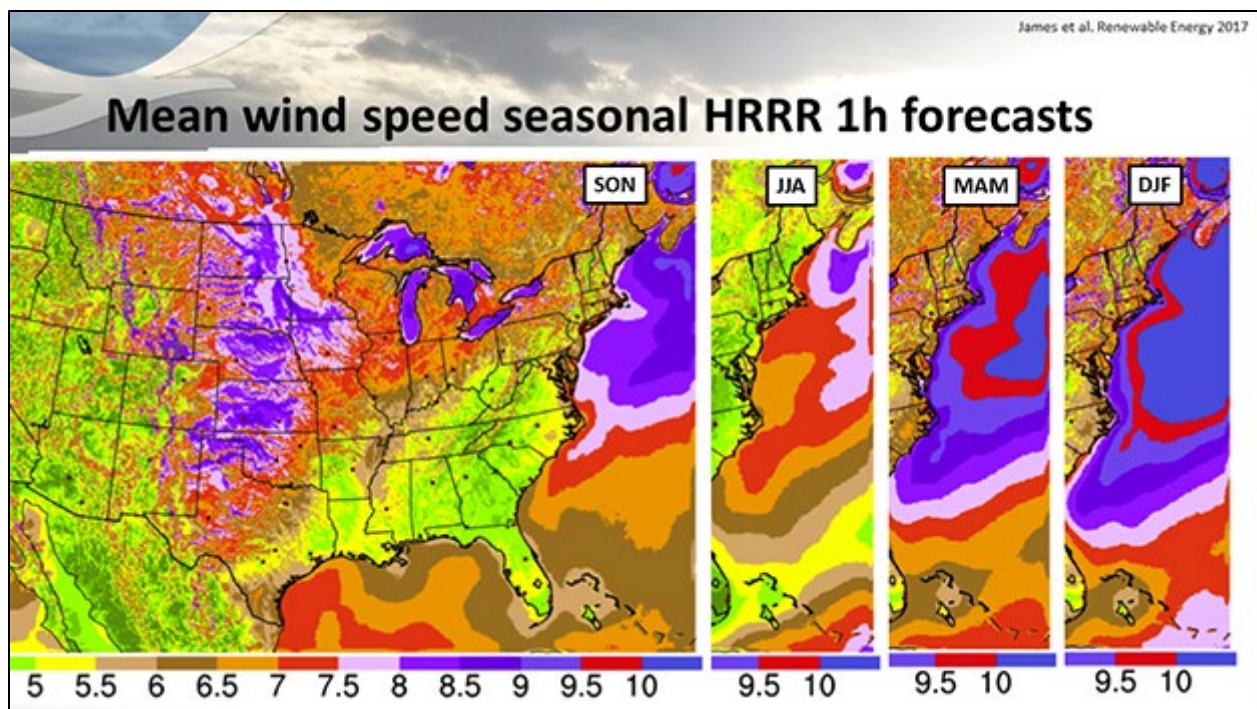 James et al. Renewable Energy 2017
Mean wind speed seasonal HRRR 1h forecasts
SON
JJA
MAM
DJF
5 5.5 6 6.5 7 7.5 8 8.5 9 9.5 10
9.5 10
9.5 10
9.5 10